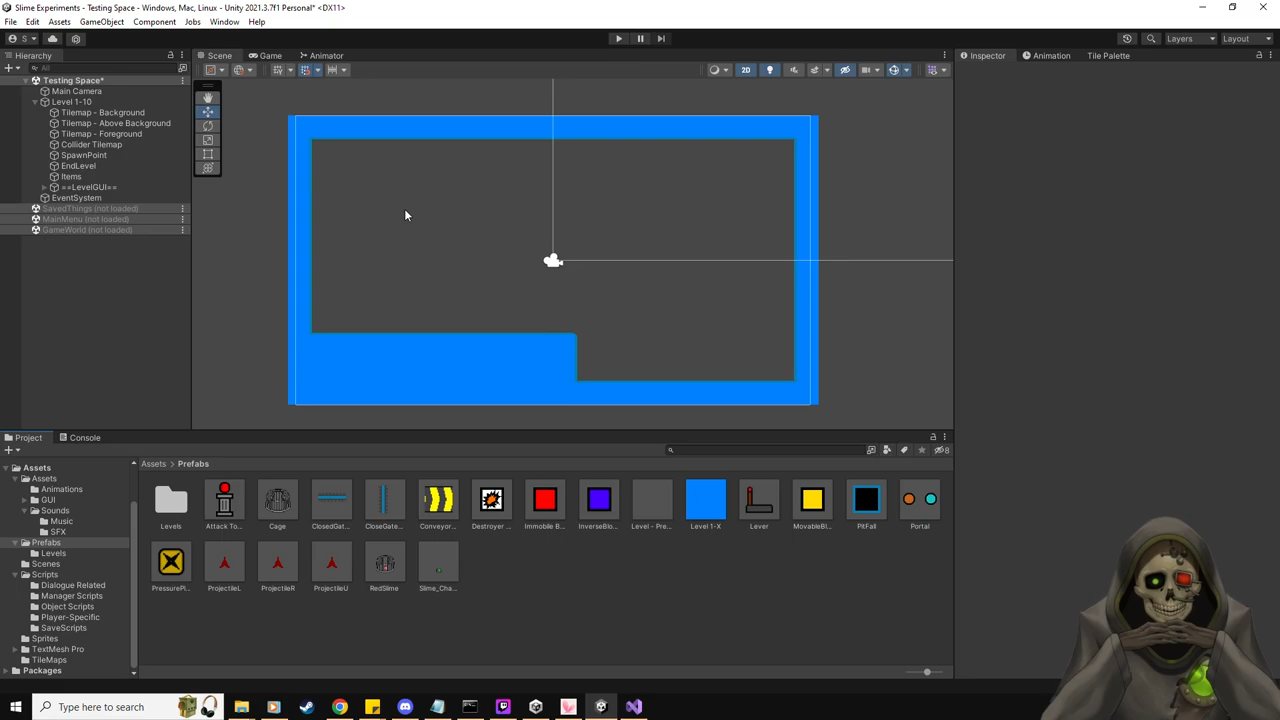 Slime Experiments - Testing Space - Windows, Mac, Linux - Unity 2021.3.7f1 Personal* <DX11>
File Edit Assets GameObject Component Jobs Window Help
S
Layers Layout
Hierarchy Scene Game Animator Inspector Animation Tile Palette
All
2D
Testing Space*
Main Camera
Level 1-10
Tilemap - Background
Tilemap - Above Background
Tilemap - Foreground
Collider Tilemap
SpawnPoint
EndLevel
Items
==LevelGUI==
EventSystem
SavedThings (not loaded)
MainMenu (not loaded)
GameWorld (not loaded)
Project Console
8
Assets > Prefabs
Assets
Assets
Animations
GUI
Sounds
Music
SFX
Prefabs
Levels
Scenes
Scripts
Dialogue Related
Manager Scripts
Object Scripts
Player-Specific
SaveScripts
Sprites
TextMesh Pro
TileMaps
Packages
Levels Attack To... Cage ClosedGat... CloseGate... Conveyor... Destroyer ... Immobile B... InverseBlo... Level - Pre... Level 1-X Lever MovableBl... PitFall Portal
PressurePl... ProjectileL ProjectileR ProjectileU RedSlime Slime_Cha...
Type here to search